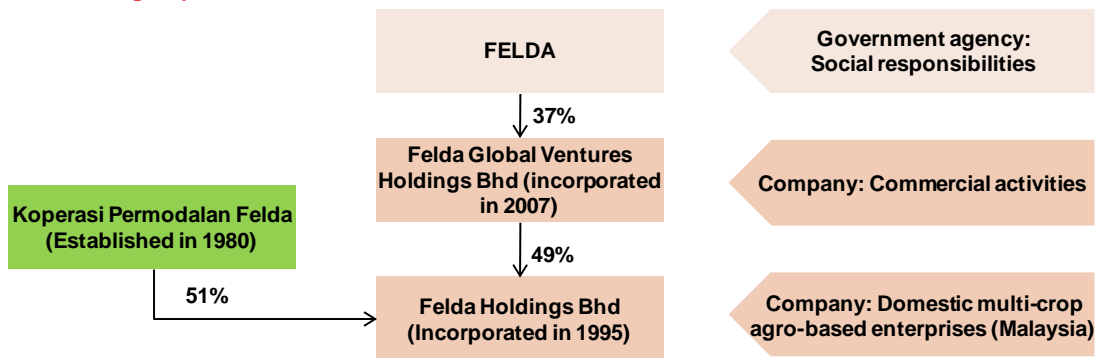 FELDA
Government agency:
Social responsibilities
37%
Felda Global Ventures
Holdings Bhd (incorporated
in 2007)
Company: Commercial activities
Koperasi Permodalan Felda
(Established in 1980)
49%
51%
Felda Holdings Bhd
(Incorporated in 1995)
Company: Domestic multi-crop
agro-based enterprises (Malaysia)